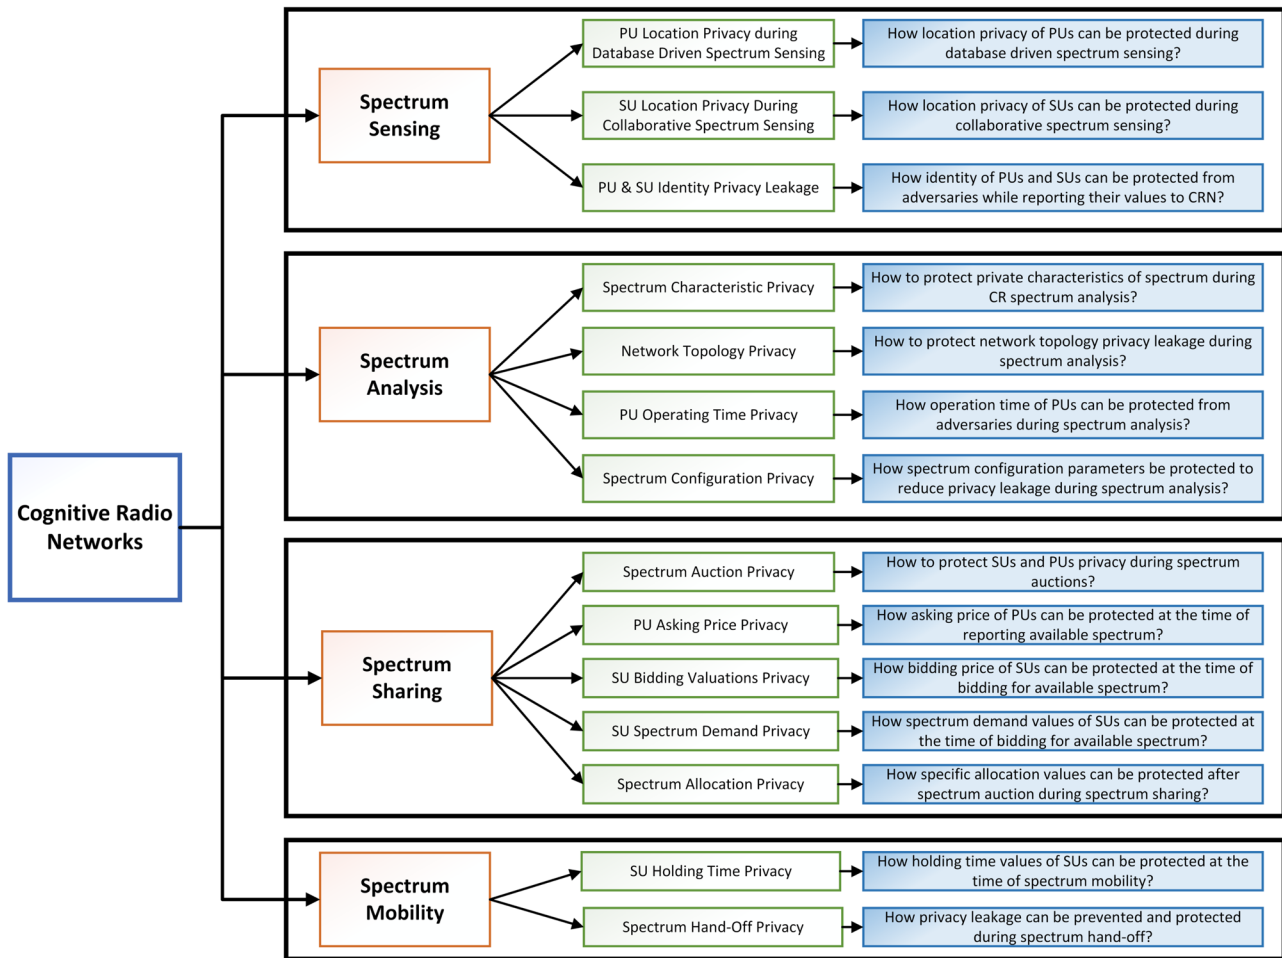 Cognitive Radio
Networks
Spectrum
Sensing
PU Location Privacy during
Database Driven Spectrum Sensing
How location privacy of PUs can be protected during
database driven spectrum sensing?
SU Location Privacy During
Collaborative Spectrum Sensing
How location privacy of SUs can be protected during
collaborative spectrum sensing?
PU & SU Identity Privacy Leakage
How identity of PUs and SUs can be protected from
adversaries while reporting their values to CRN?
Spectrum
Analysis
Spectrum Characteristic Privacy
How to protect private characteristics of spectrum during
CR spectrum analysis?
Network Topology Privacy
How to protect network topology privacy leakage during
spectrum analysis?
PU Operating Time Privacy
How operation time of PUs can be protected from
adversaries during spectrum analysis?
Spectrum Configuration Privacy
How spectrum configuration parameters be protected to
reduce privacy leakage during spectrum analysis?
Spectrum
Sharing
Spectrum Auction Privacy
How to protect SUs and PUs privacy during spectrum
auctions?
PU Asking Price Privacy
How asking price of PUs can be protected at the time of
reporting available spectrum?
SU Bidding Valuations Privacy
How bidding price of SUs can be protected at the time of
bidding for available spectrum?
SU Spectrum Demand Privacy
How spectrum demand values of SUs can be protected at
the time of bidding for available spectrum?
Spectrum Allocation Privacy
How specific allocation values can be protected after
spectrum auction during spectrum sharing?
Spectrum
Mobility
SU Holding Time Privacy
How holding time values of SUs can be protected at the
time of spectrum mobility?
Spectrum Hand-Off Privacy
How privacy leakage can be prevented and protected
during spectrum hand-off?